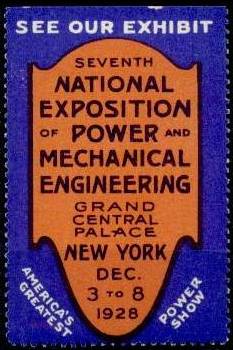 SEE OUR EXHIBIT
SEVENTH
NATIONAL
EXPOSITION
OF POWER AND
MECHANICAL
ENGINEERING
GRAND
CENTRAL
PALACE
NEW YORK
DEC.
3 TO 8
1928
AMERICA'S
GREATEST
POWER
SHOW